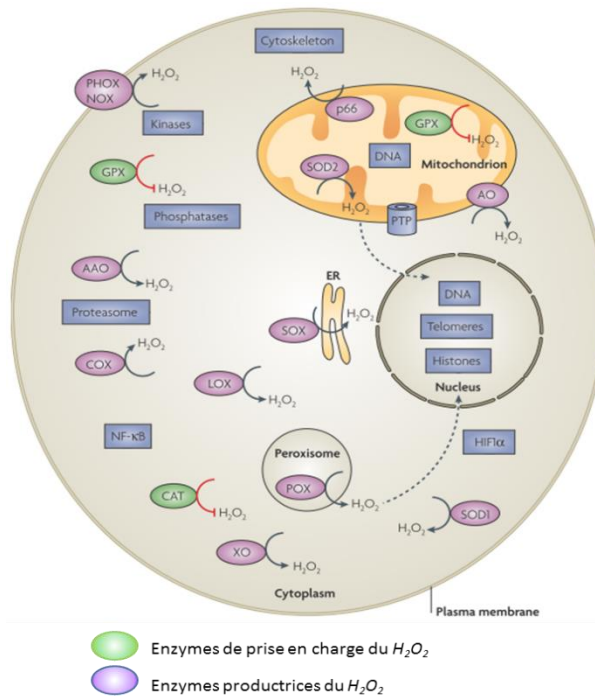 Cytoskeleton
H₂O₂
PHOX
NOX
H₂O₂
p66
Kinases
GPX
H₂O₂
DNA
Mitochondrion
GPX
H₂O₂
SOD2
H₂O₂
AO
H₂O₂
PTP
Phosphatases
AAO
H₂O₂
ER
DNA
Telomeres
Histones
Nucleus
Proteasome
SOX
H₂O₂
H₂O₂
COX
LOX
H₂O₂
NF-κB
HIF1α
Peroxisome
POX
H₂O₂
CAT
H₂O₂
SOD1
H₂O₂
XO
H₂O₂
Cytoplasm
Plasma membrane
Enzymes de prise en charge du H₂O₂
Enzymes productrices du H₂O₂